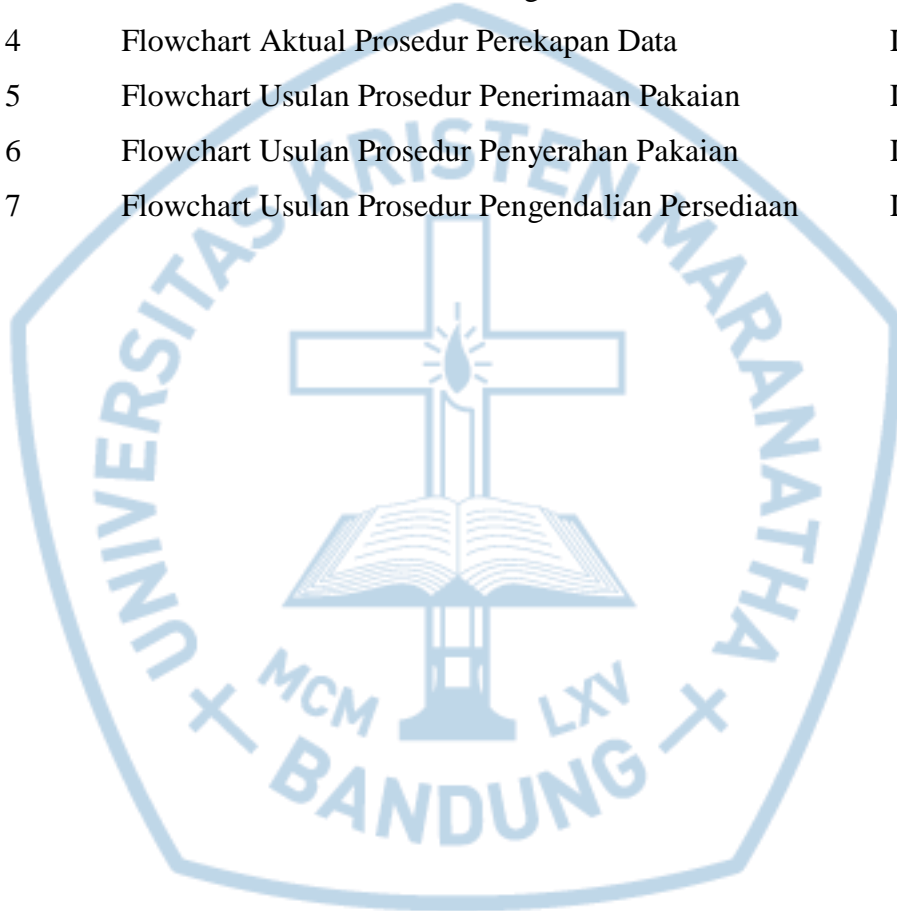 4 Flowchart Aktual Prosedur Perekapan Data
5 Flowchart Usulan Prosedur Penerimaan Pakaian
6 Flowchart Usulan Prosedur Penyerahan Pakaian
7 Flowchart Usulan Prosedur Pengendalian Persediaan
UNIVERSITAS KRISTEN MARANATHA
MCM LXV
BANDUNG